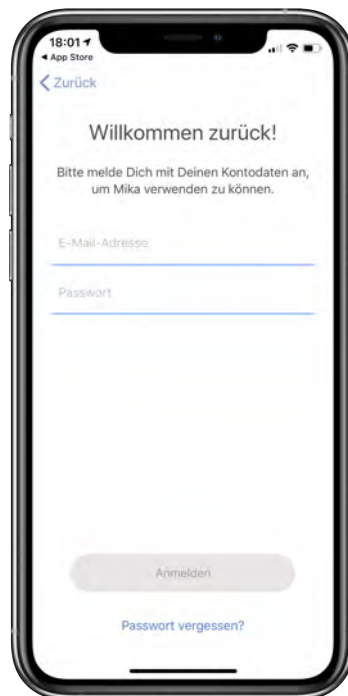 18:01
App Store
Zurück
Willkommen zurück!
Bitte melde Dich mit Deinen Kontodaten an,
um Mika verwenden zu können.
E-Mail-Adresse
Passwort
Anmelden
Passwort vergessen?